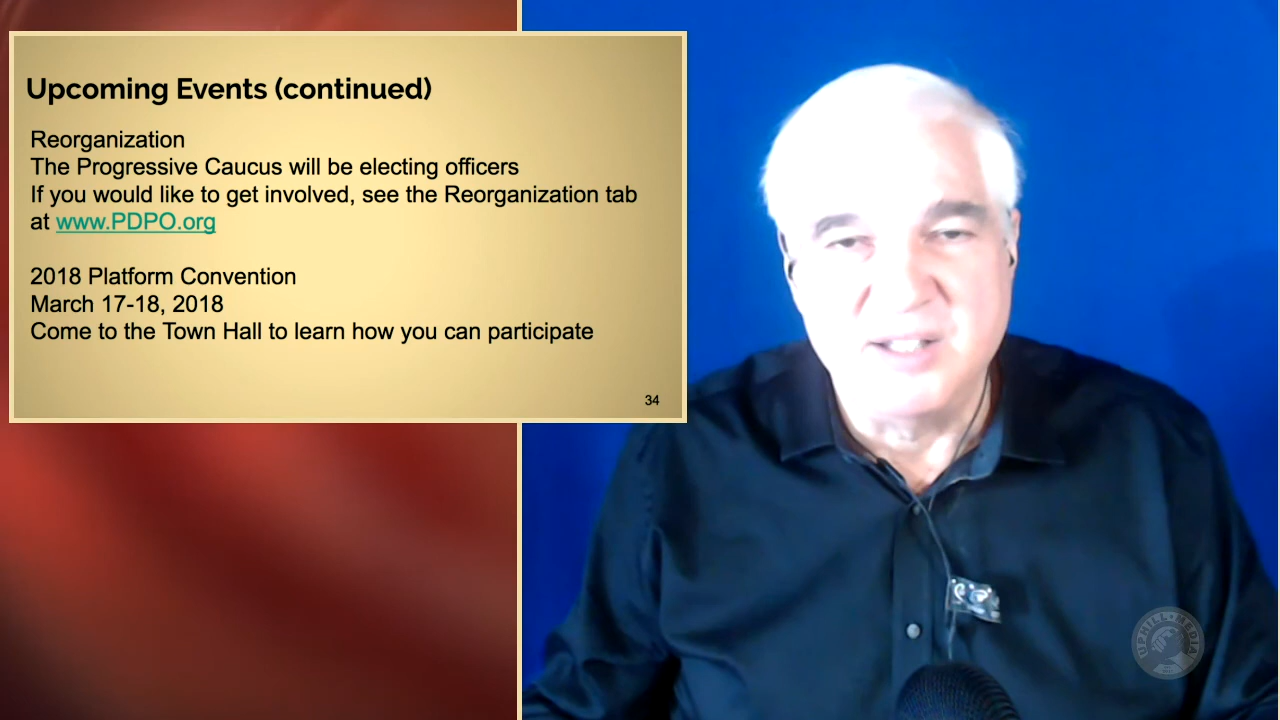 Upcoming Events (continued)
Reorganization
The Progressive Caucus will be electing officers
If you would like to get involved, see the Reorganization tab
at www.PDPO.org
2018 Platform Convention
March 17-18, 2018
Come to the Town Hall to learn how you can participate
34
UPHILL MEDIA